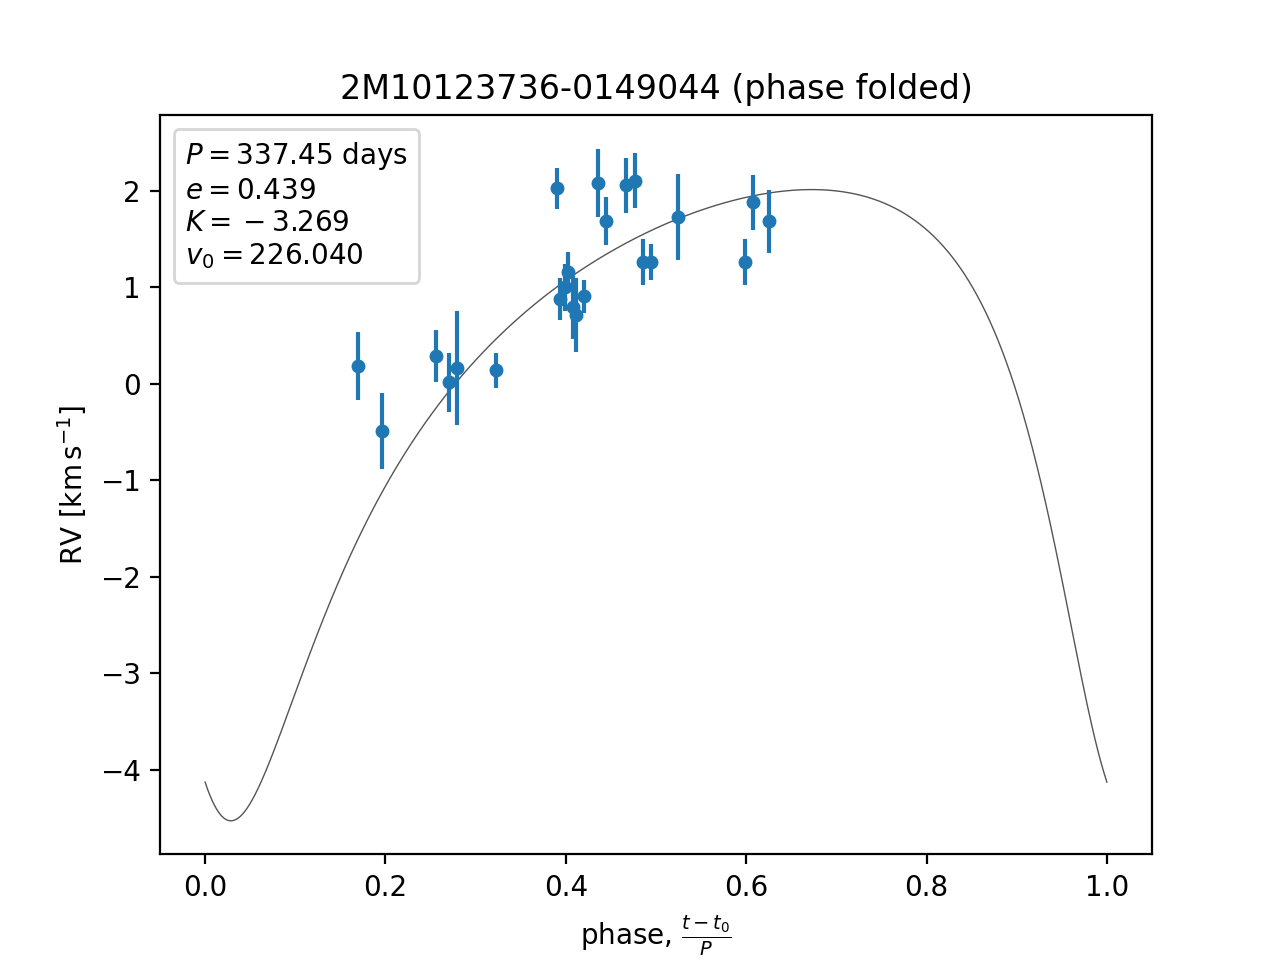 2M10123736-0149044 (phase folded)
P = 337.45 days
e = 0.439
K = −3.269
v₀ = 226.040
RV [km s⁻¹]
2
1
0
−1
−2
−3
−4
0.0 0.2 0.4 0.6 0.8 1.0
phase, (t − t₀)/P